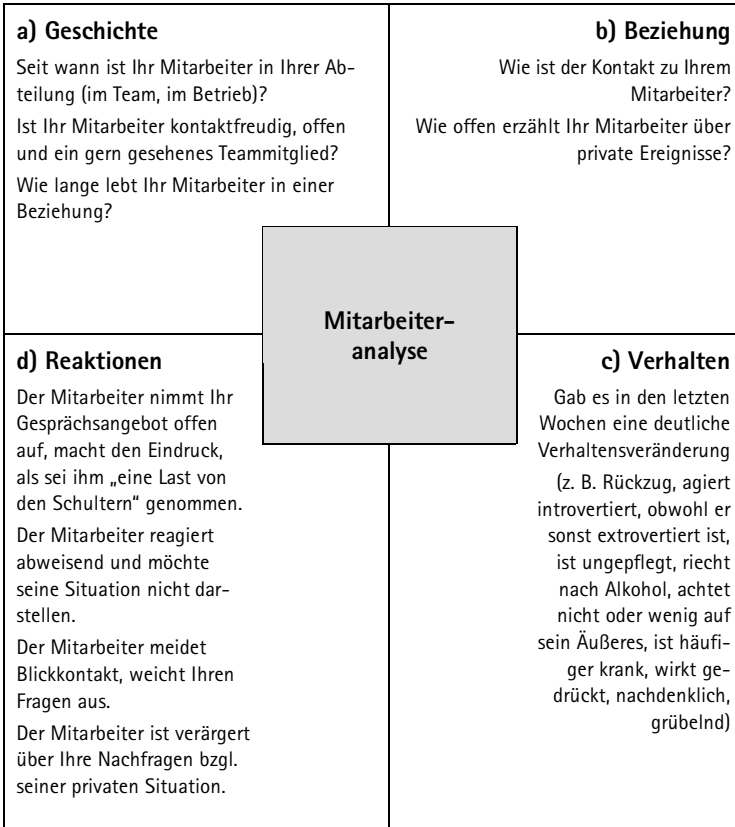 a) Geschichte
Seit wann ist Ihr Mitarbeiter in Ihrer Ab-
teilung (im Team, im Betrieb)?
Ist Ihr Mitarbeiter kontaktfreudig, offen
und ein gern gesehenes Teammitglied?
Wie lange lebt Ihr Mitarbeiter in einer
Beziehung?
b) Beziehung
Wie ist der Kontakt zu Ihrem
Mitarbeiter?
Wie offen erzählt Ihr Mitarbeiter über
private Ereignisse?
Mitarbeiter-
analyse
d) Reaktionen
Der Mitarbeiter nimmt Ihr
Gesprächsangebot offen
auf, macht den Eindruck,
als sei ihm „eine Last von
den Schultern“ genommen.
Der Mitarbeiter reagiert
abweisend und möchte
seine Situation nicht dar-
stellen.
Der Mitarbeiter meidet
Blickkontakt, weicht Ihren
Fragen aus.
Der Mitarbeiter ist verärgert
über Ihre Nachfragen bzgl.
seiner privaten Situation.
c) Verhalten
Gab es in den letzten
Wochen eine deutliche
Verhaltensveränderung
(z. B. Rückzug, agiert
introvertiert, obwohl er
sonst extrovertiert ist,
ist ungepflegt, riecht
nach Alkohol, achtet
nicht oder wenig auf
sein Äußeres, ist häufi-
ger krank, wirkt ge-
drückt, nachdenklich,
grübelnd)